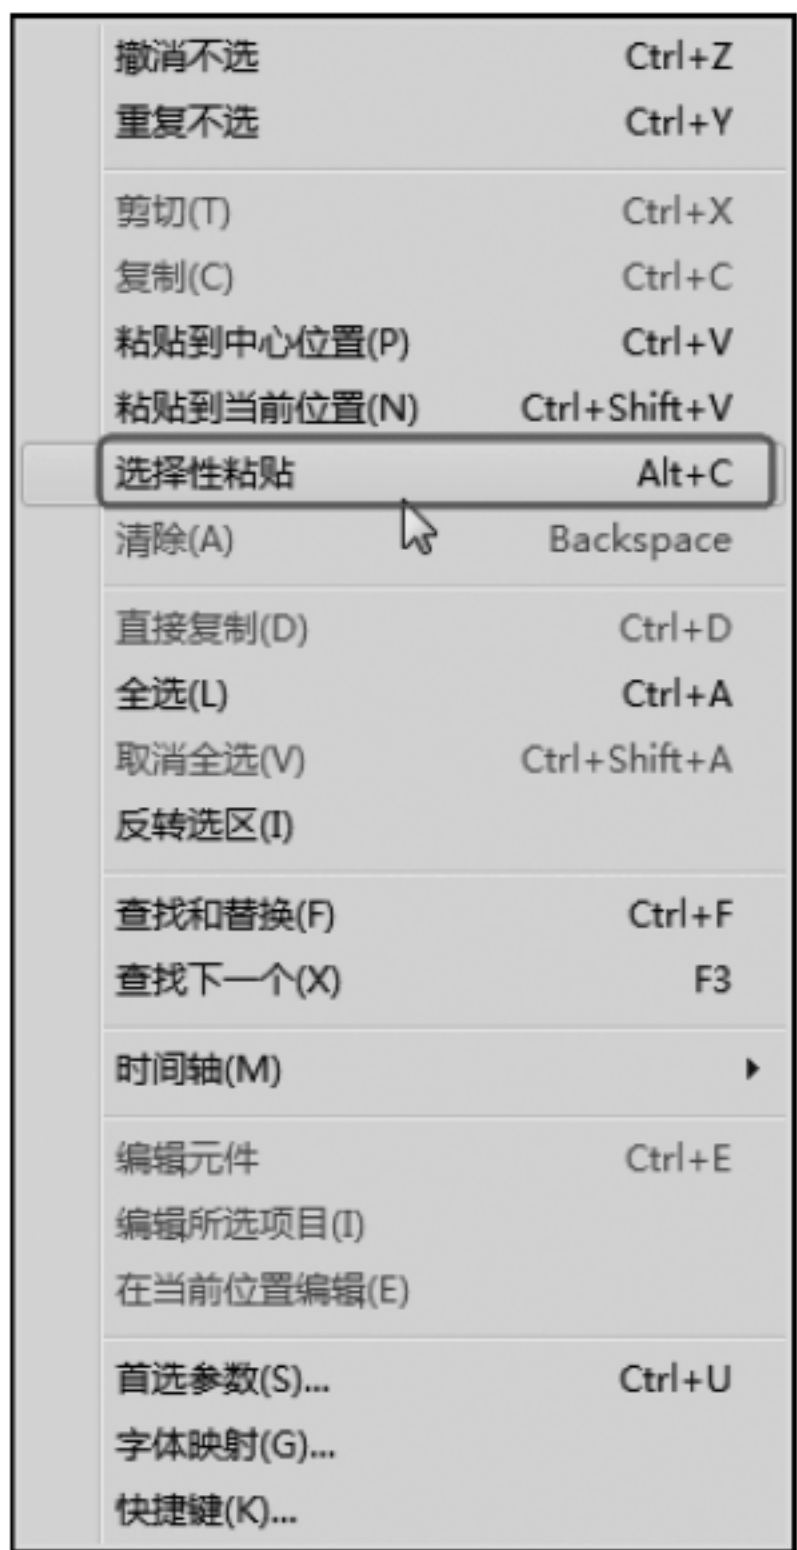 撤消不选 Ctrl+Z
重复不选 Ctrl+Y
剪切(T) Ctrl+X
复制(C) Ctrl+C
粘贴到中心位置(P) Ctrl+V
粘贴到当前位置(N) Ctrl+Shift+V
选择性粘贴 Alt+C
清除(A) Backspace
直接复制(D) Ctrl+D
全选(L) Ctrl+A
取消全选(V) Ctrl+Shift+A
反转选区(I)
查找和替换(F) Ctrl+F
查找下一个(X) F3
时间轴(M)
编辑元件 Ctrl+E
编辑所选项目(I)
在当前位置编辑(E)
首选参数(S)... Ctrl+U
字体映射(G)...
快捷键(K)...